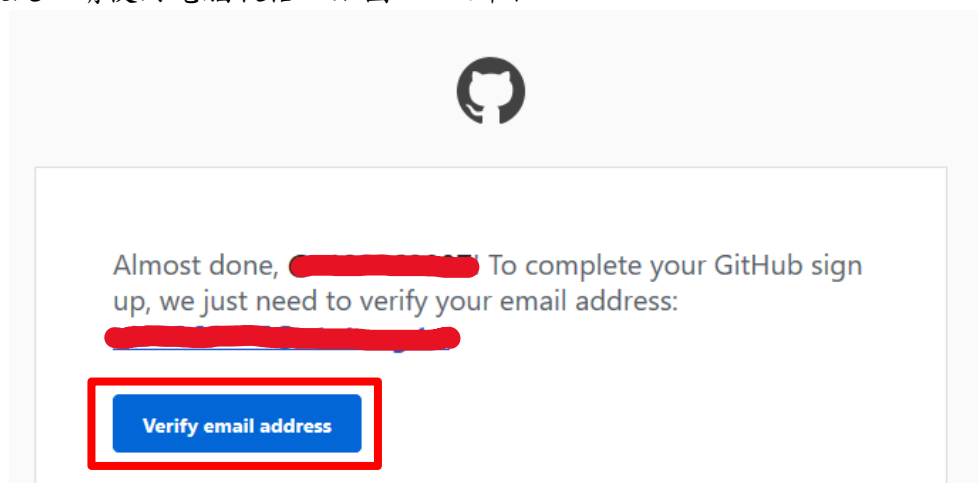 Almost done, To complete your GitHub sign
up, we just need to verify your email address:
Verify email address